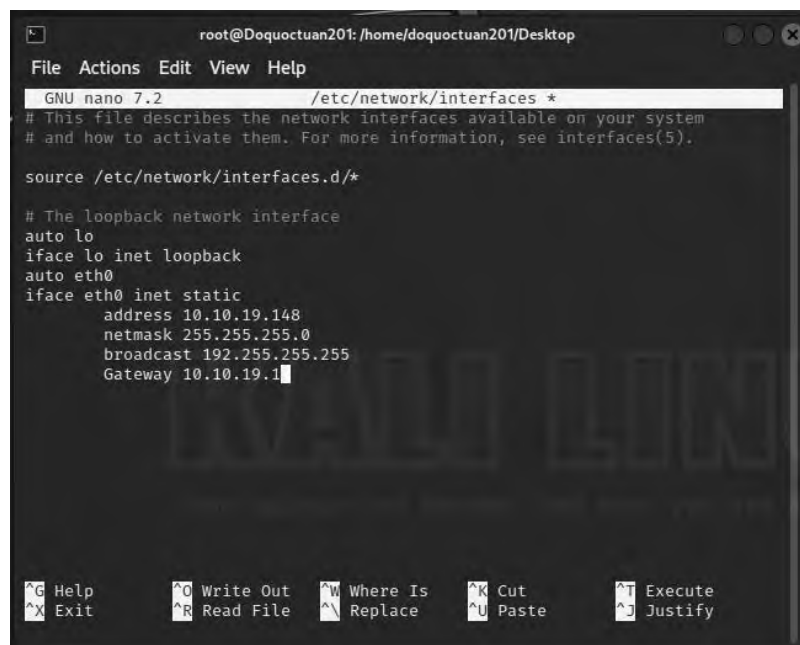 root@Doquoctuan201: /home/doquoctuan201/Desktop
File Actions Edit View Help
GNU nano 7.2 /etc/network/interfaces *
# This file describes the network interfaces available on your system
# and how to activate them. For more information, see interfaces(5).
source /etc/network/interfaces.d/*
# The loopback network interface
auto lo
iface lo inet loopback
auto eth0
iface eth0 inet static
address 10.10.19.148
netmask 255.255.255.0
broadcast 192.255.255.255
Gateway 10.10.19.1
KALI LINU
^G Help ^O Write Out ^W Where Is ^K Cut ^T Execute
^X Exit ^R Read File ^\ Replace ^U Paste ^J Justify